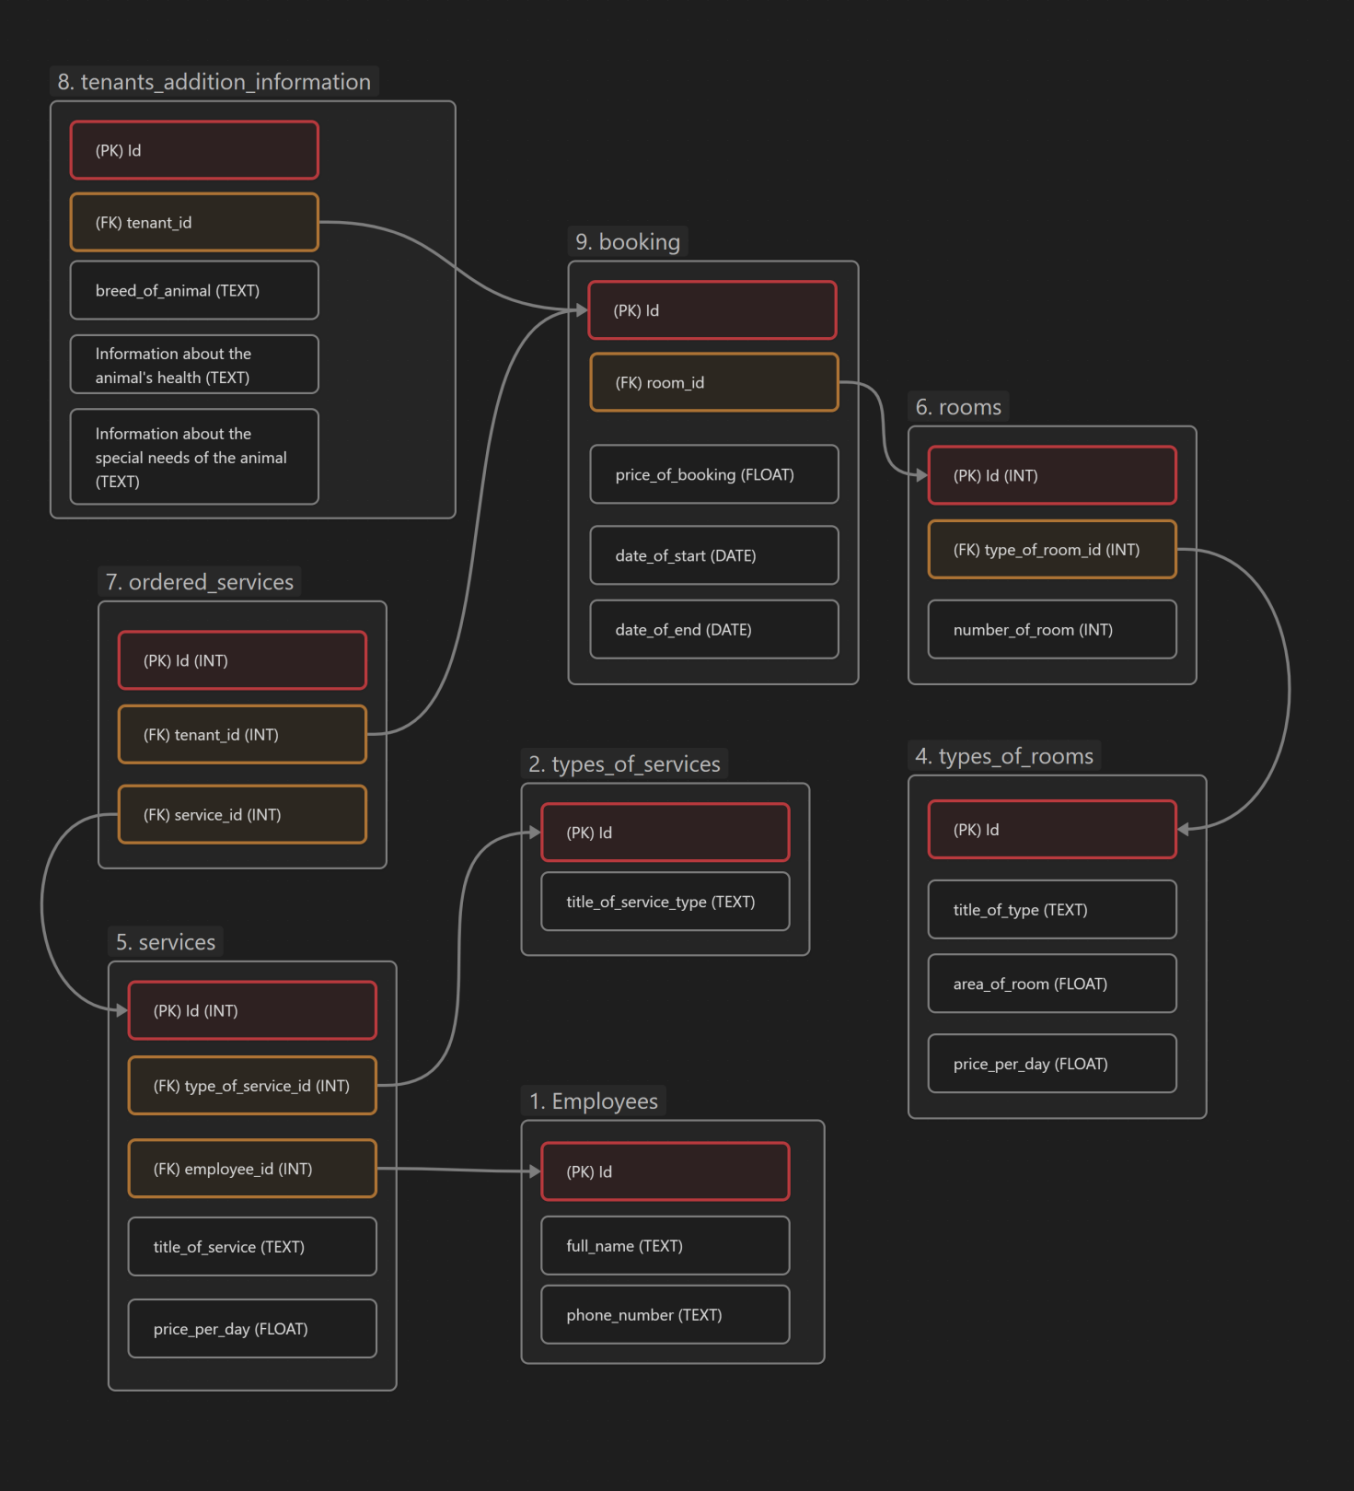 8. tenants_addition_information
(PK) Id
(FK) tenant_id
breed_of_animal (TEXT)
Information about the
animal's health (TEXT)
Information about the
special needs of the animal
(TEXT)
9. booking
(PK) Id
(FK) room_id
price_of_booking (FLOAT)
date_of_start (DATE)
date_of_end (DATE)
6. rooms
(PK) Id (INT)
(FK) type_of_room_id (INT)
number_of_room (INT)
7. ordered_services
(PK) Id (INT)
(FK) tenant_id (INT)
(FK) service_id (INT)
2. types_of_services
(PK) Id
title_of_service_type (TEXT)
4. types_of_rooms
(PK) Id
title_of_type (TEXT)
area_of_room (FLOAT)
price_per_day (FLOAT)
5. services
(PK) Id (INT)
(FK) type_of_service_id (INT)
(FK) employee_id (INT)
title_of_service (TEXT)
price_per_day (FLOAT)
1. Employees
(PK) Id
full_name (TEXT)
phone_number (TEXT)